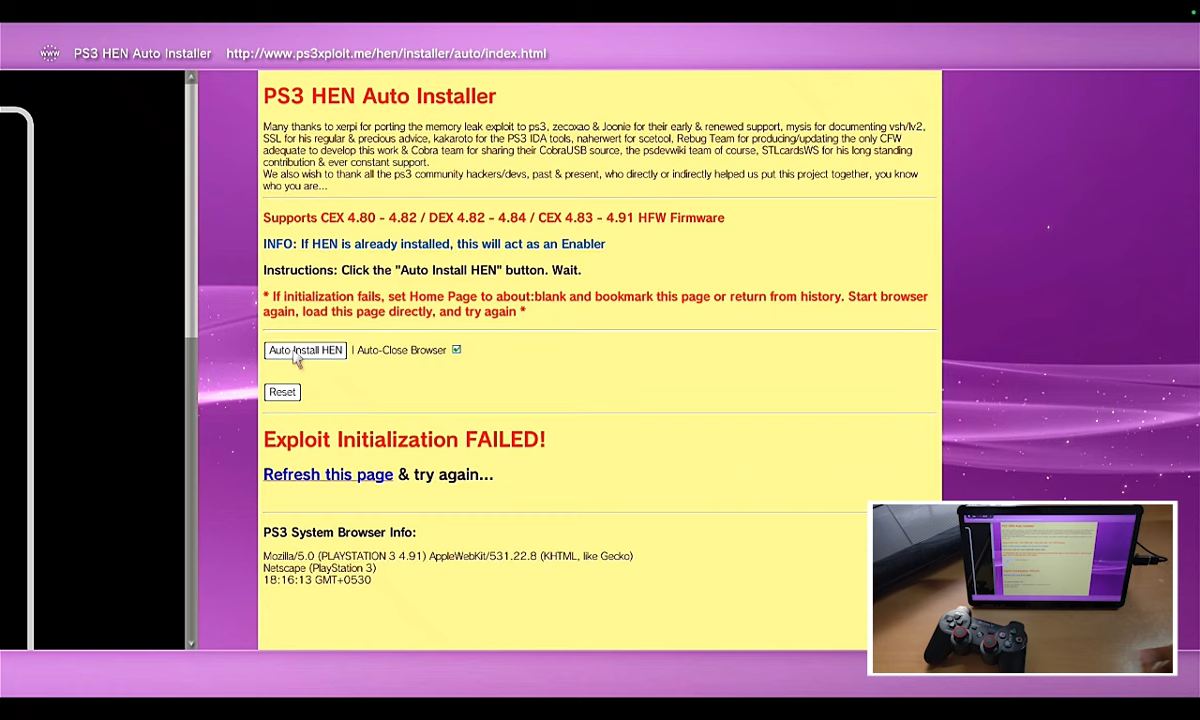 PS3 HEN Auto Installer http://www.ps3xploit.me/hen/installer/auto/index.html
PS3 HEN Auto Installer
Many thanks to xerpi for porting the memory leak exploit to ps3, zecoxao & Joonie for their early & renewed support, mysis for documenting vsh/lv2,
SSL for his regular & precious advice, kakaroto for the PS3 IDA tools, naherwert for scetool, Rebug Team for producing/updating the only CFW
adequate to develop this work & Cobra team for sharing their CobraUSB source, the psdevwiki team of course, STLcardsWS for his long standing
contribution & ever constant support.
We also wish to thank all the ps3 community hackers/devs, past & present, who directly or indirectly helped us put this project together, you know
who you are...
Supports CEX 4.80 - 4.82 / DEX 4.82 - 4.84 / CEX 4.83 - 4.91 HFW Firmware
INFO: If HEN is already installed, this will act as an Enabler
Instructions: Click the "Auto Install HEN" button. Wait.
* If initialization fails, set Home Page to about:blank and bookmark this page or return from history. Start browser
again, load this page directly, and try again *
Auto Install HEN | Auto-Close Browser
Reset
Exploit Initialization FAILED!
Refresh this page & try again...
PS3 System Browser Info:
Mozilla/5.0 (PLAYSTATION 3 4.91) AppleWebKit/531.22.8 (KHTML, like Gecko)
Netscape (PlayStation 3)
18:16:13 GMT+0530